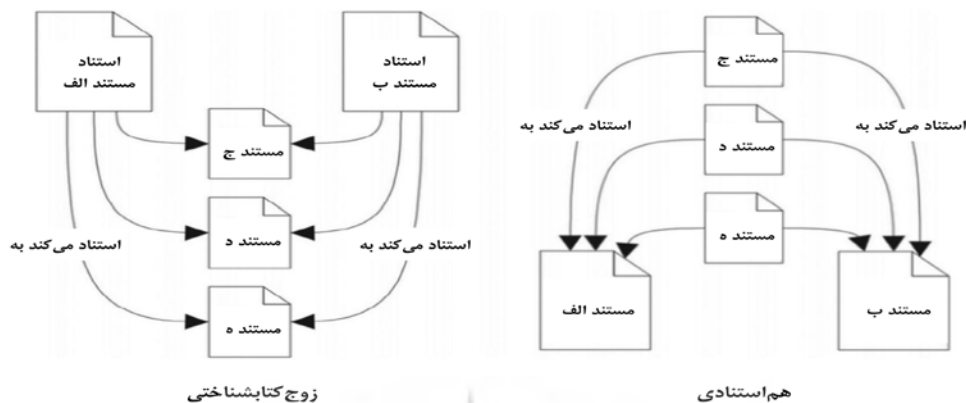 استناد
مستند الف
استناد
مستند ب
مستند ج
مستند د
مستند ه
استناد می‌کند به
استناد می‌کند به
زوج کتابشناختی
مستند ج
استناد می‌کند به
استناد می‌کند به
مستند د
مستند ه
مستند الف
مستند ب
هم‌استنادی